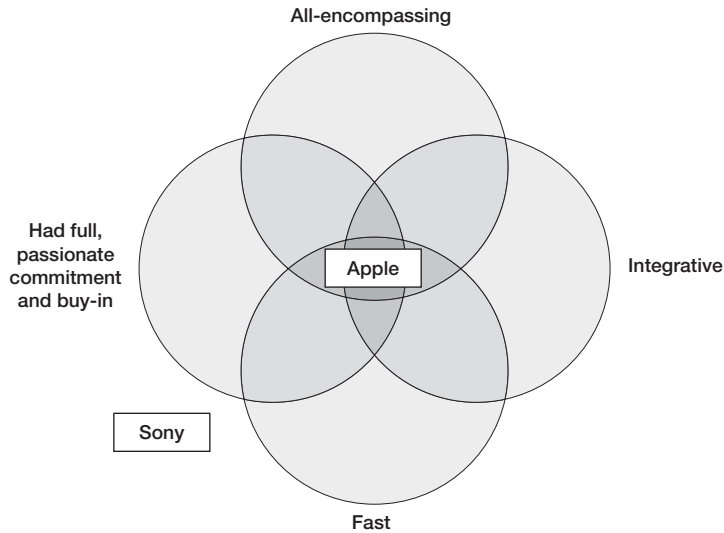 All-encompassing
Had full,
passionate
commitment
and buy-in
Apple
Integrative
Sony
Fast